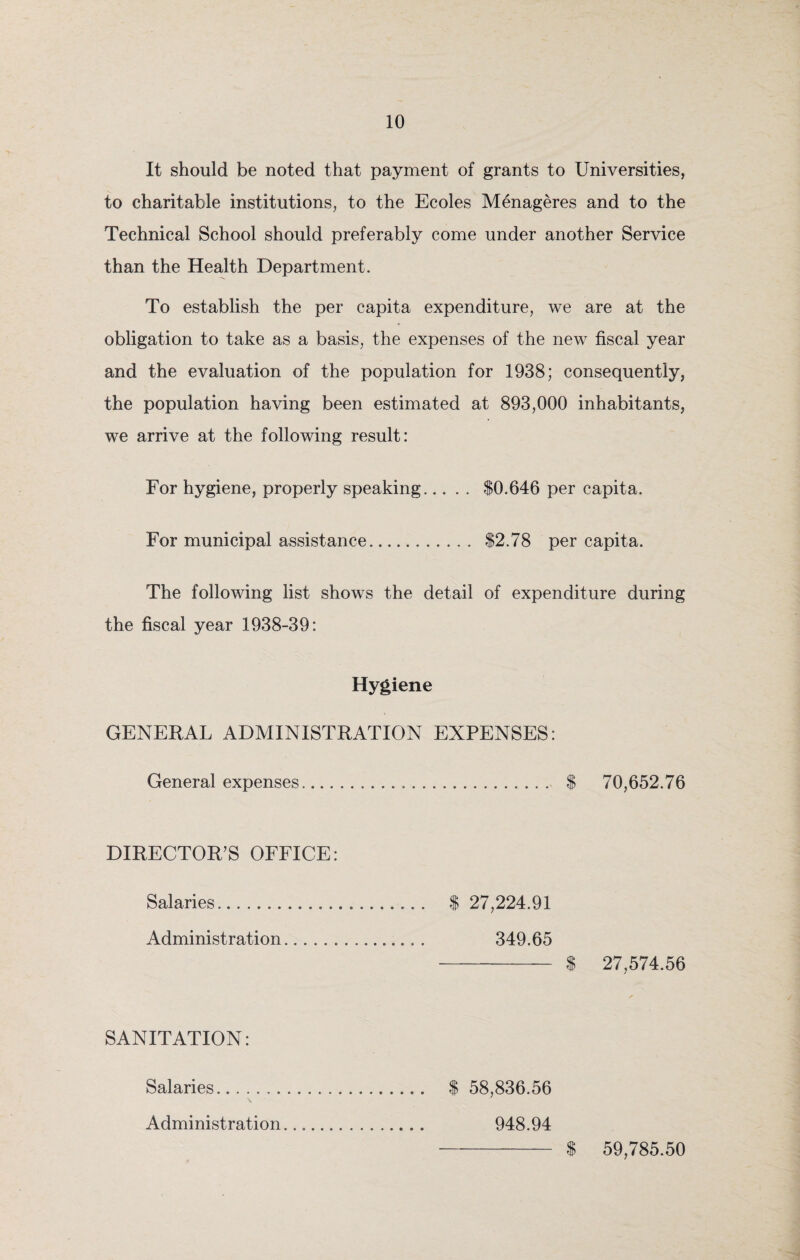 10
It should be noted that payment of grants to Universities,
to charitable institutions, to the Ecoles Ménagères and to the
Technical School should preferably come under another Service
than the Health Department.
To establish the per capita expenditure, we are at the
obligation to take as a basis, the expenses of the new fiscal year
and the evaluation of the population for 1938; consequently,
the population having been estimated at 893,000 inhabitants,
we arrive at the following result:
For hygiene, properly speaking..... $0.646 per capita.
For municipal assistance........... $2.78 per capita.
The following list shows the detail of expenditure during
the fiscal year 1938-39:
Hygiene
GENERAL ADMINISTRATION EXPENSES:
General expenses............................ $ 70,652.76
DIRECTOR'S OFFICE:
Salaries....................... $ 27,224.91
Administration................ 349.65
$ 27,574.56
SANITATION:
Salaries....................... $ 58,836.56
Administration................ 948.94
$ 59,785.50